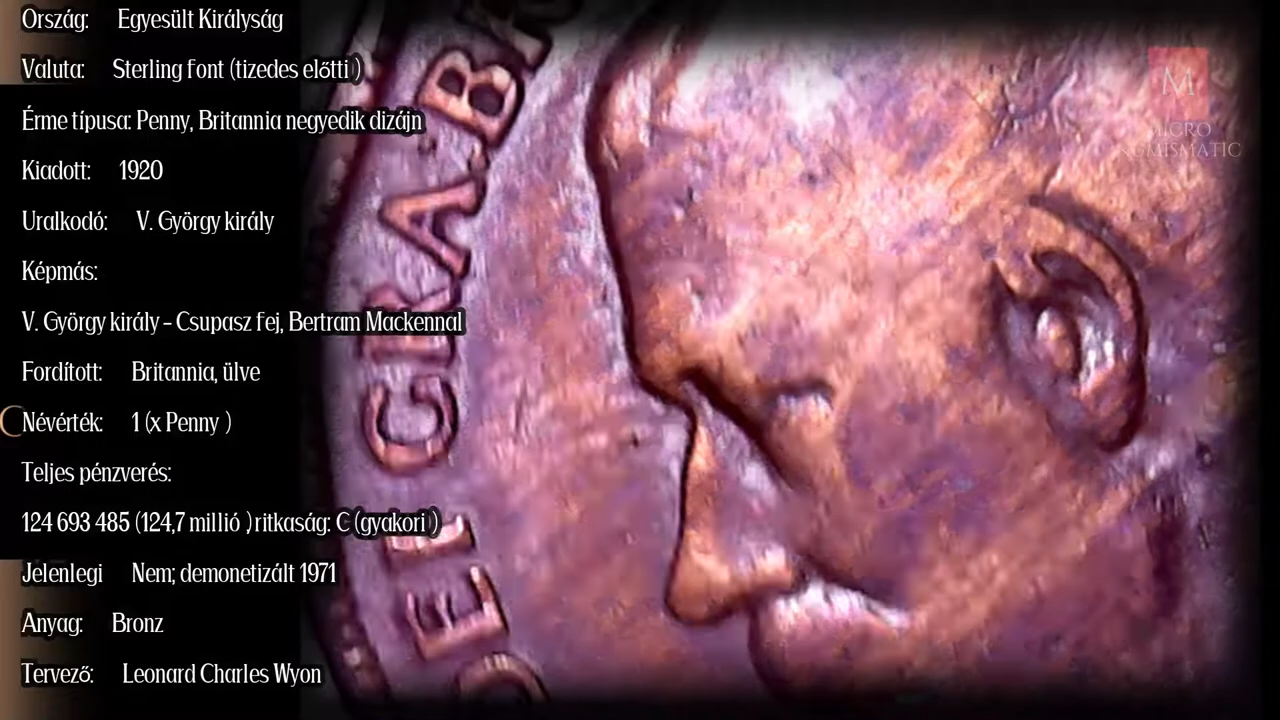 Ország: Egyesült Királyság
Valuta: Sterling font (tizedes előtti )
Érme típusa: Penny, Britannia negyedik dizájn
Kiadott: 1920
Uralkodó: V. György király
Képmás:
V. György király – Csupasz fej, Bertram Mackennal
Fordított: Britannia, ülve
Névérték: 1 (x Penny )
Teljes pénzverés:
124 693 485 (124,7 millió ) ritkaság: C (gyakori )
Jelenlegi Nem; demonetizált 1971
Anyag: Bronz
Tervező: Leonard Charles Wyon
DEI GRA BR
M
MICRO
NUMISMATIC